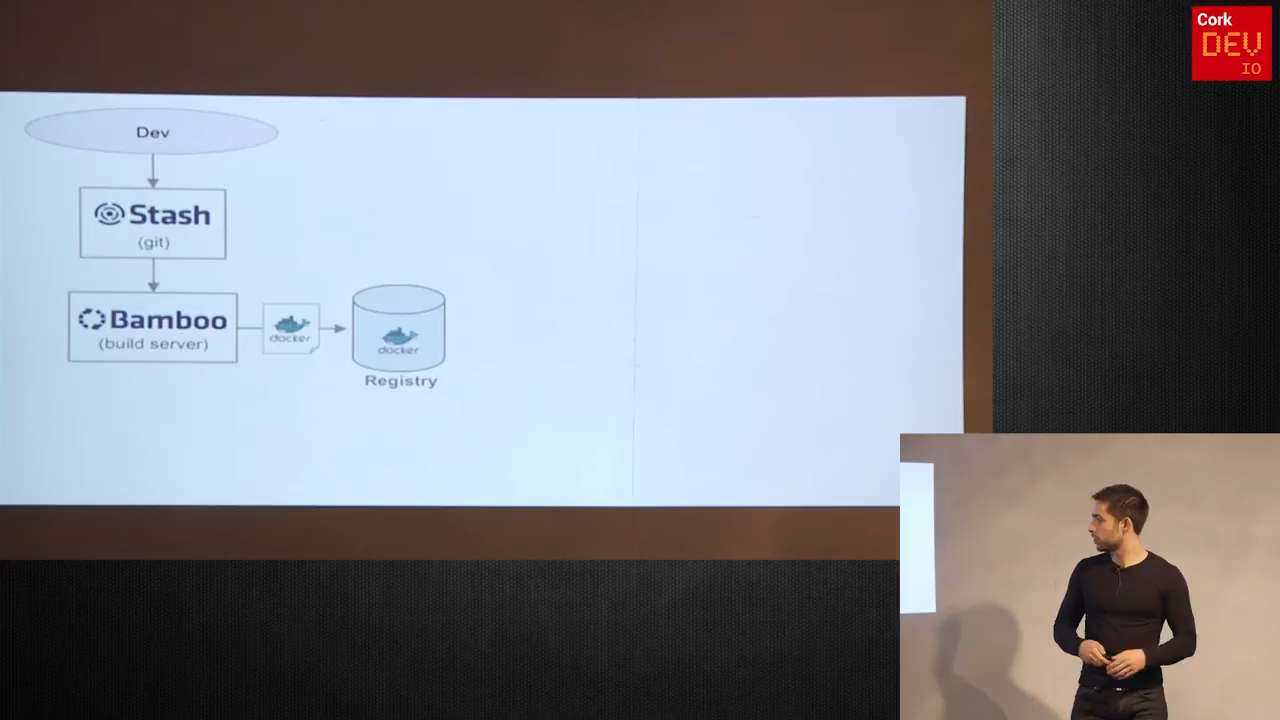 Cork
DEV
IO
Dev
Stash
(git)
Bamboo
(build server)
docker
docker
Registry